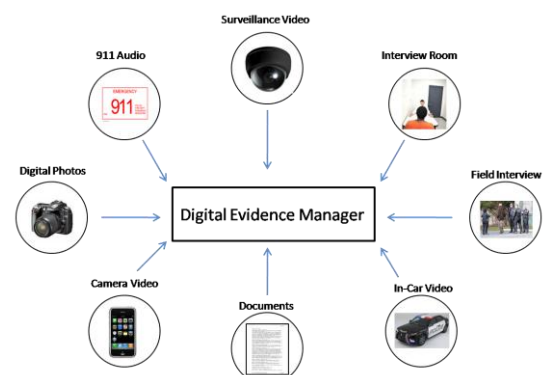 Surveillance Video
911 Audio
Interview Room
EMERGENCY
911
Digital Photos
Field Interview
Digital Evidence Manager
Camera Video
Documents
In-Car Video